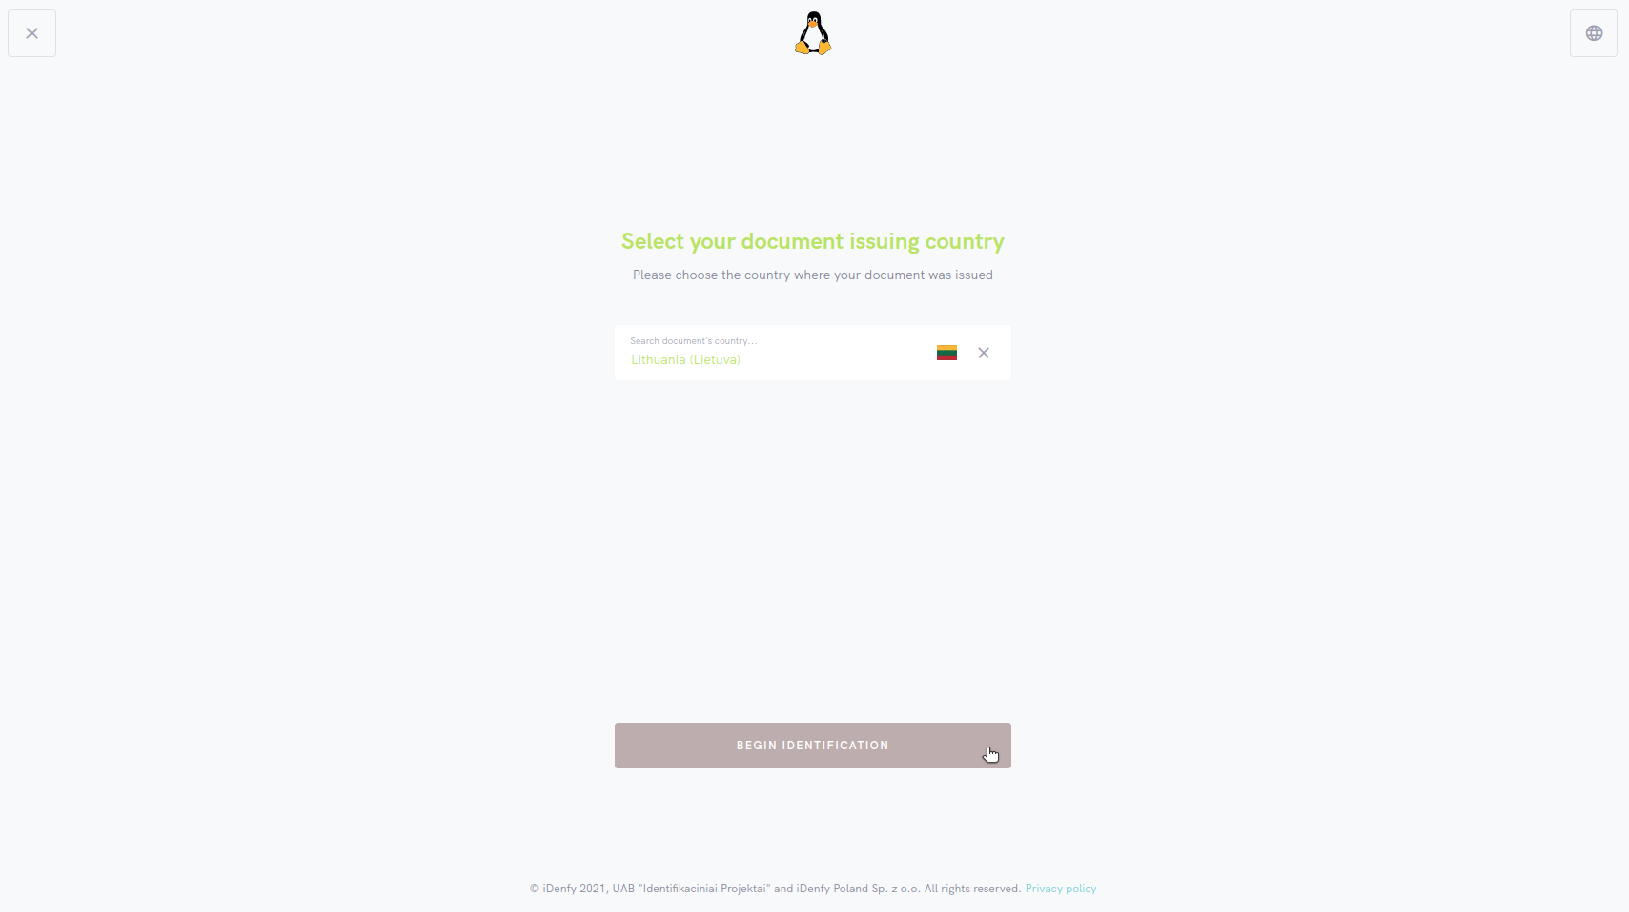 Select your document issuing country
Please choose the country where your document was issued
Search document's country...
Lithuania (Lietuva)
BEGIN IDENTIFICATION
© iDenfy 2021, UAB "Identifikaciniai Projektai" and iDenfy Poland Sp. z o.o. All rights reserved. Privacy policy